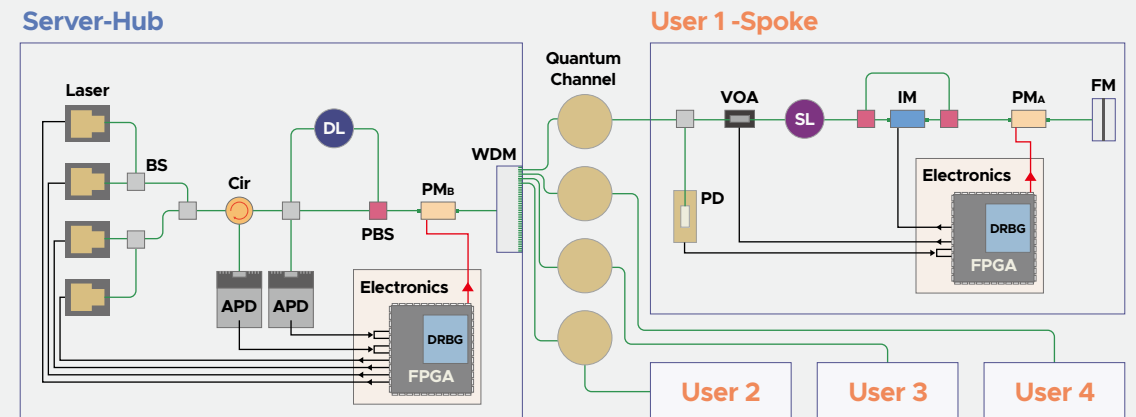 Server-Hub
User 1 -Spoke
Quantum
Channel
Laser
BS
Cir
DL
PBS
PMB
WDM
APD
APD
Electronics
DRBG
FPGA
VOA
SL
IM
PMA
FM
PD
Electronics
DRBG
FPGA
User 2
User 3
User 4